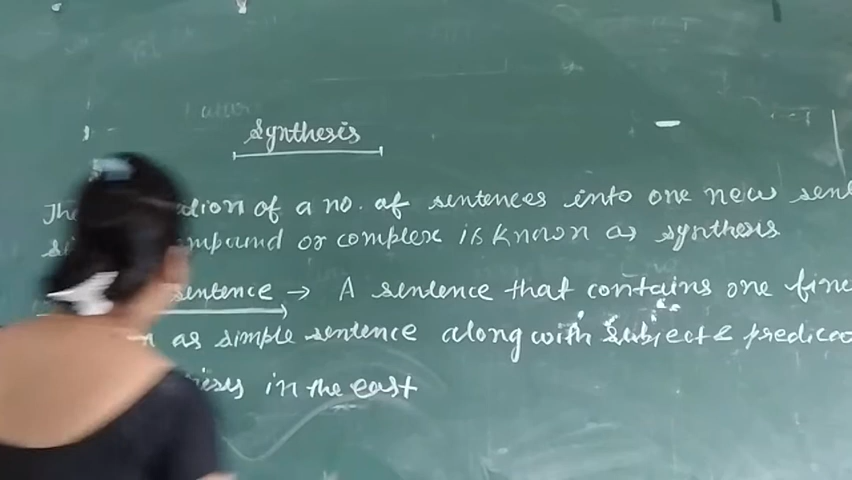 Synthesis
The dion of a no. of sentences into one new sen
mpound or complex is known as synthesis
sentence → A sentence that contains one fin
n as simple sentence along with subject & predica
rises in the east